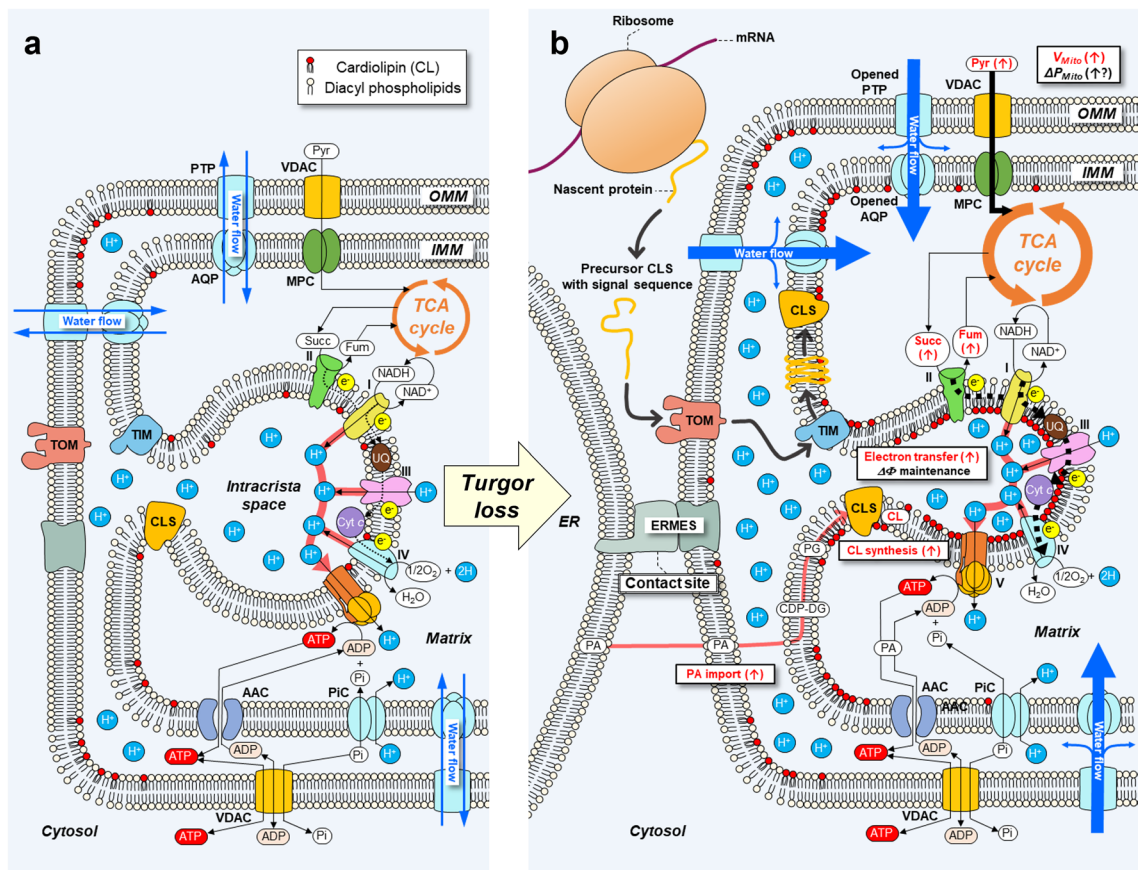 a
Cardiolipin (CL)
Diacyl phospholipids
PTP
VDAC
Pyr
Water flow
OMM
H⁺
IMM
AQP
MPC
TCA
cycle
Water flow
Succ
Fum
II
e⁻
I
NADH
NAD⁺
e⁻
TOM
TIM
H⁺
H⁺
UQ
III
H⁺
H⁺
Intracrista
space
H⁺
H⁺
H⁺
CLS
H⁺
H⁺
Cyt c
e⁻
H⁺
e⁻
IV
H⁺
H⁺
1/2O₂ + 2H
H₂O
H⁺
ATP
ADP
H⁺
Matrix
+
Pi
AAC
PiC
H⁺
H⁺
H⁺
ATP
ADP
Pi
H⁺
Water flow
VDAC
Cytosol
ATP
ADP
Pi
Turgor
loss
b
Ribosome
mRNA
Nascent protein
Precursor CLS
with signal sequence
Opened
PTP
VDAC
Pyr (↑)
V Mito (↑)
ΔP Mito (↑?)
Water flow
OMM
H⁺
H⁺
IMM
Opened
AQP
MPC
H⁺
Water flow
TCA
cycle
H⁺
CLS
H⁺
NADH
Succ
(↑)
Fum
(↑)
NAD⁺
H⁺
II
I
e⁻
e⁻
TOM
TIM
H⁺
UQ
III
H⁺
Electron transfer (↑)
ΔΦ maintenance
H⁺
H⁺
e⁻
Cyt c
CLS
CL
H⁺
H⁺
e⁻
ER
ERMES
PG
CL synthesis (↑)
IV
Contact site
V
1/2O₂ + 2H
H₂O
ATP
ADP
H⁺
CDP-DG
+
Pi
Matrix
PA
PA
PA
PA import (↑)
AAC
AAC
PiC
H⁺
H⁺
H⁺
H⁺
ATP
ADP
Pi
H⁺
Water flow
VDAC
Cytosol
ATP
ADP
Pi